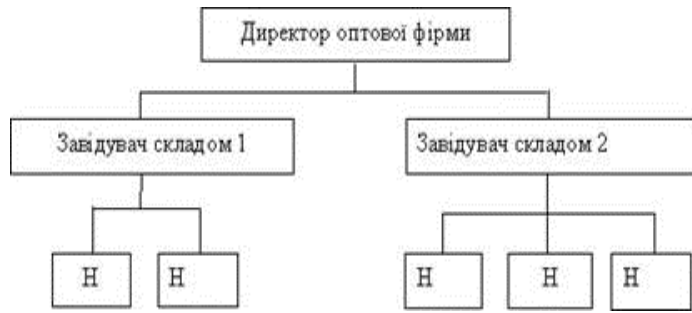 Директор оптової фірми
Завідувач складом 1
Завідувач складом 2
Н
Н
Н
Н
Н